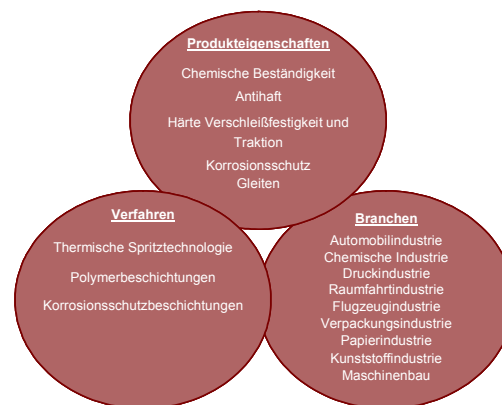 Produkteigenschaften
Chemische Beständigkeit
Antihaft
Härte Verschleißfestigkeit und
Traktion
Korrosionsschutz
Gleiten
Verfahren
Thermische Spritztechnologie
Polymerbeschichtungen
Korrosionsschutzbeschichtungen
Branchen
Automobilindustrie
Chemische Industrie
Druckindustrie
Raumfahrtindustrie
Flugzeugindustrie
Verpackungsindustrie
Papierindustrie
Kunststoffindustrie
Maschinenbau